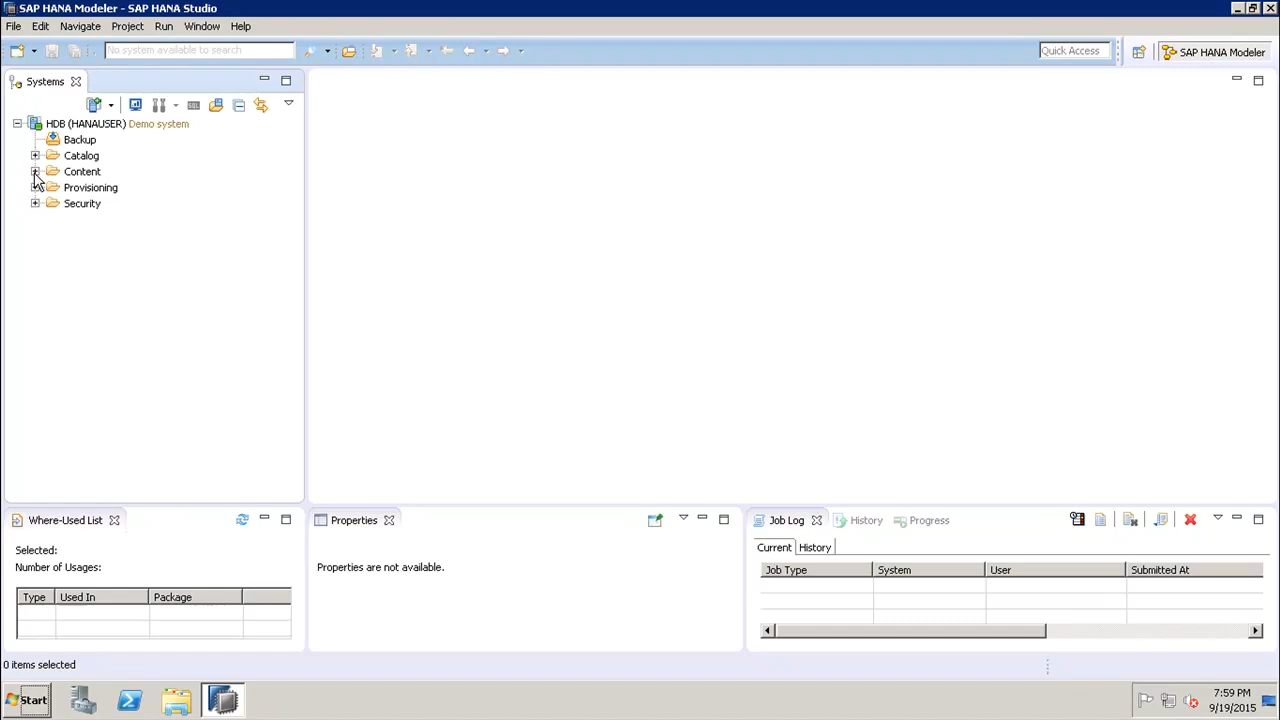 SAP HANA Modeler - SAP HANA Studio
File Edit Navigate Project Run Window Help
No system available to search
Quick Access
SAP HANA Modeler
Systems
SQL
HDB (HANAUSER) Demo system
Backup
Catalog
Content
Provisioning
Security
Where-Used List
Selected:
Number of Usages:
Type Used In Package
Properties
Properties are not available.
Job Log History Progress
Current History
Job Type System User Submitted At
0 items selected
Start
7:59 PM
9/19/2015